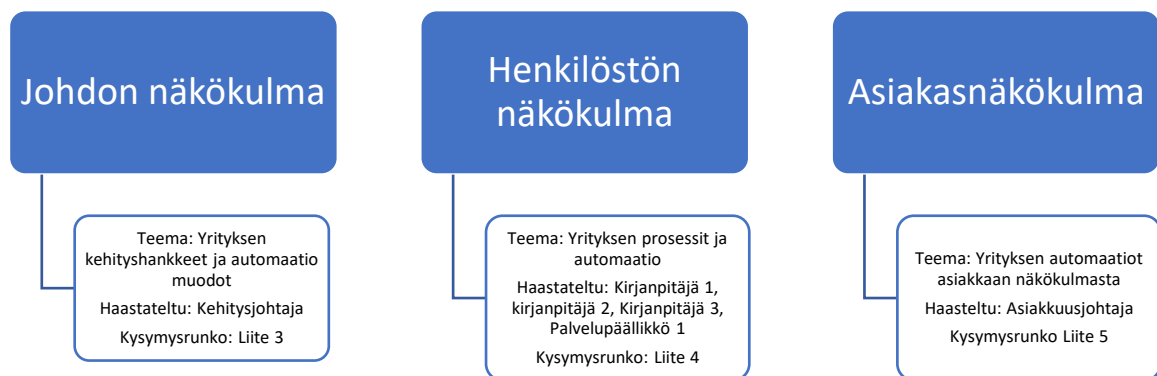 Johdon näkökulma
Teema: Yrityksen
kehityshankkeet ja automaatio
muodot
Haastateltu: Kehitysjohtaja
Kysymysrunko: Liite 3
Henkilöstön
näkökulma
Teema: Yrityksen prosessit ja
automaatio
Haastateltu: Kirjanpitäjä 1,
kirjanpitäjä 2, Kirjanpitäjä 3,
Palvelupäällikkö 1
Kysymysrunko: Liite 4
Asiakasnäkökulma
Teema: Yrityksen automaatiot
asiakkaan näkökulmasta
Haasteltu: Asiakkuusjohtaja
Kysymysrunko Liite 5